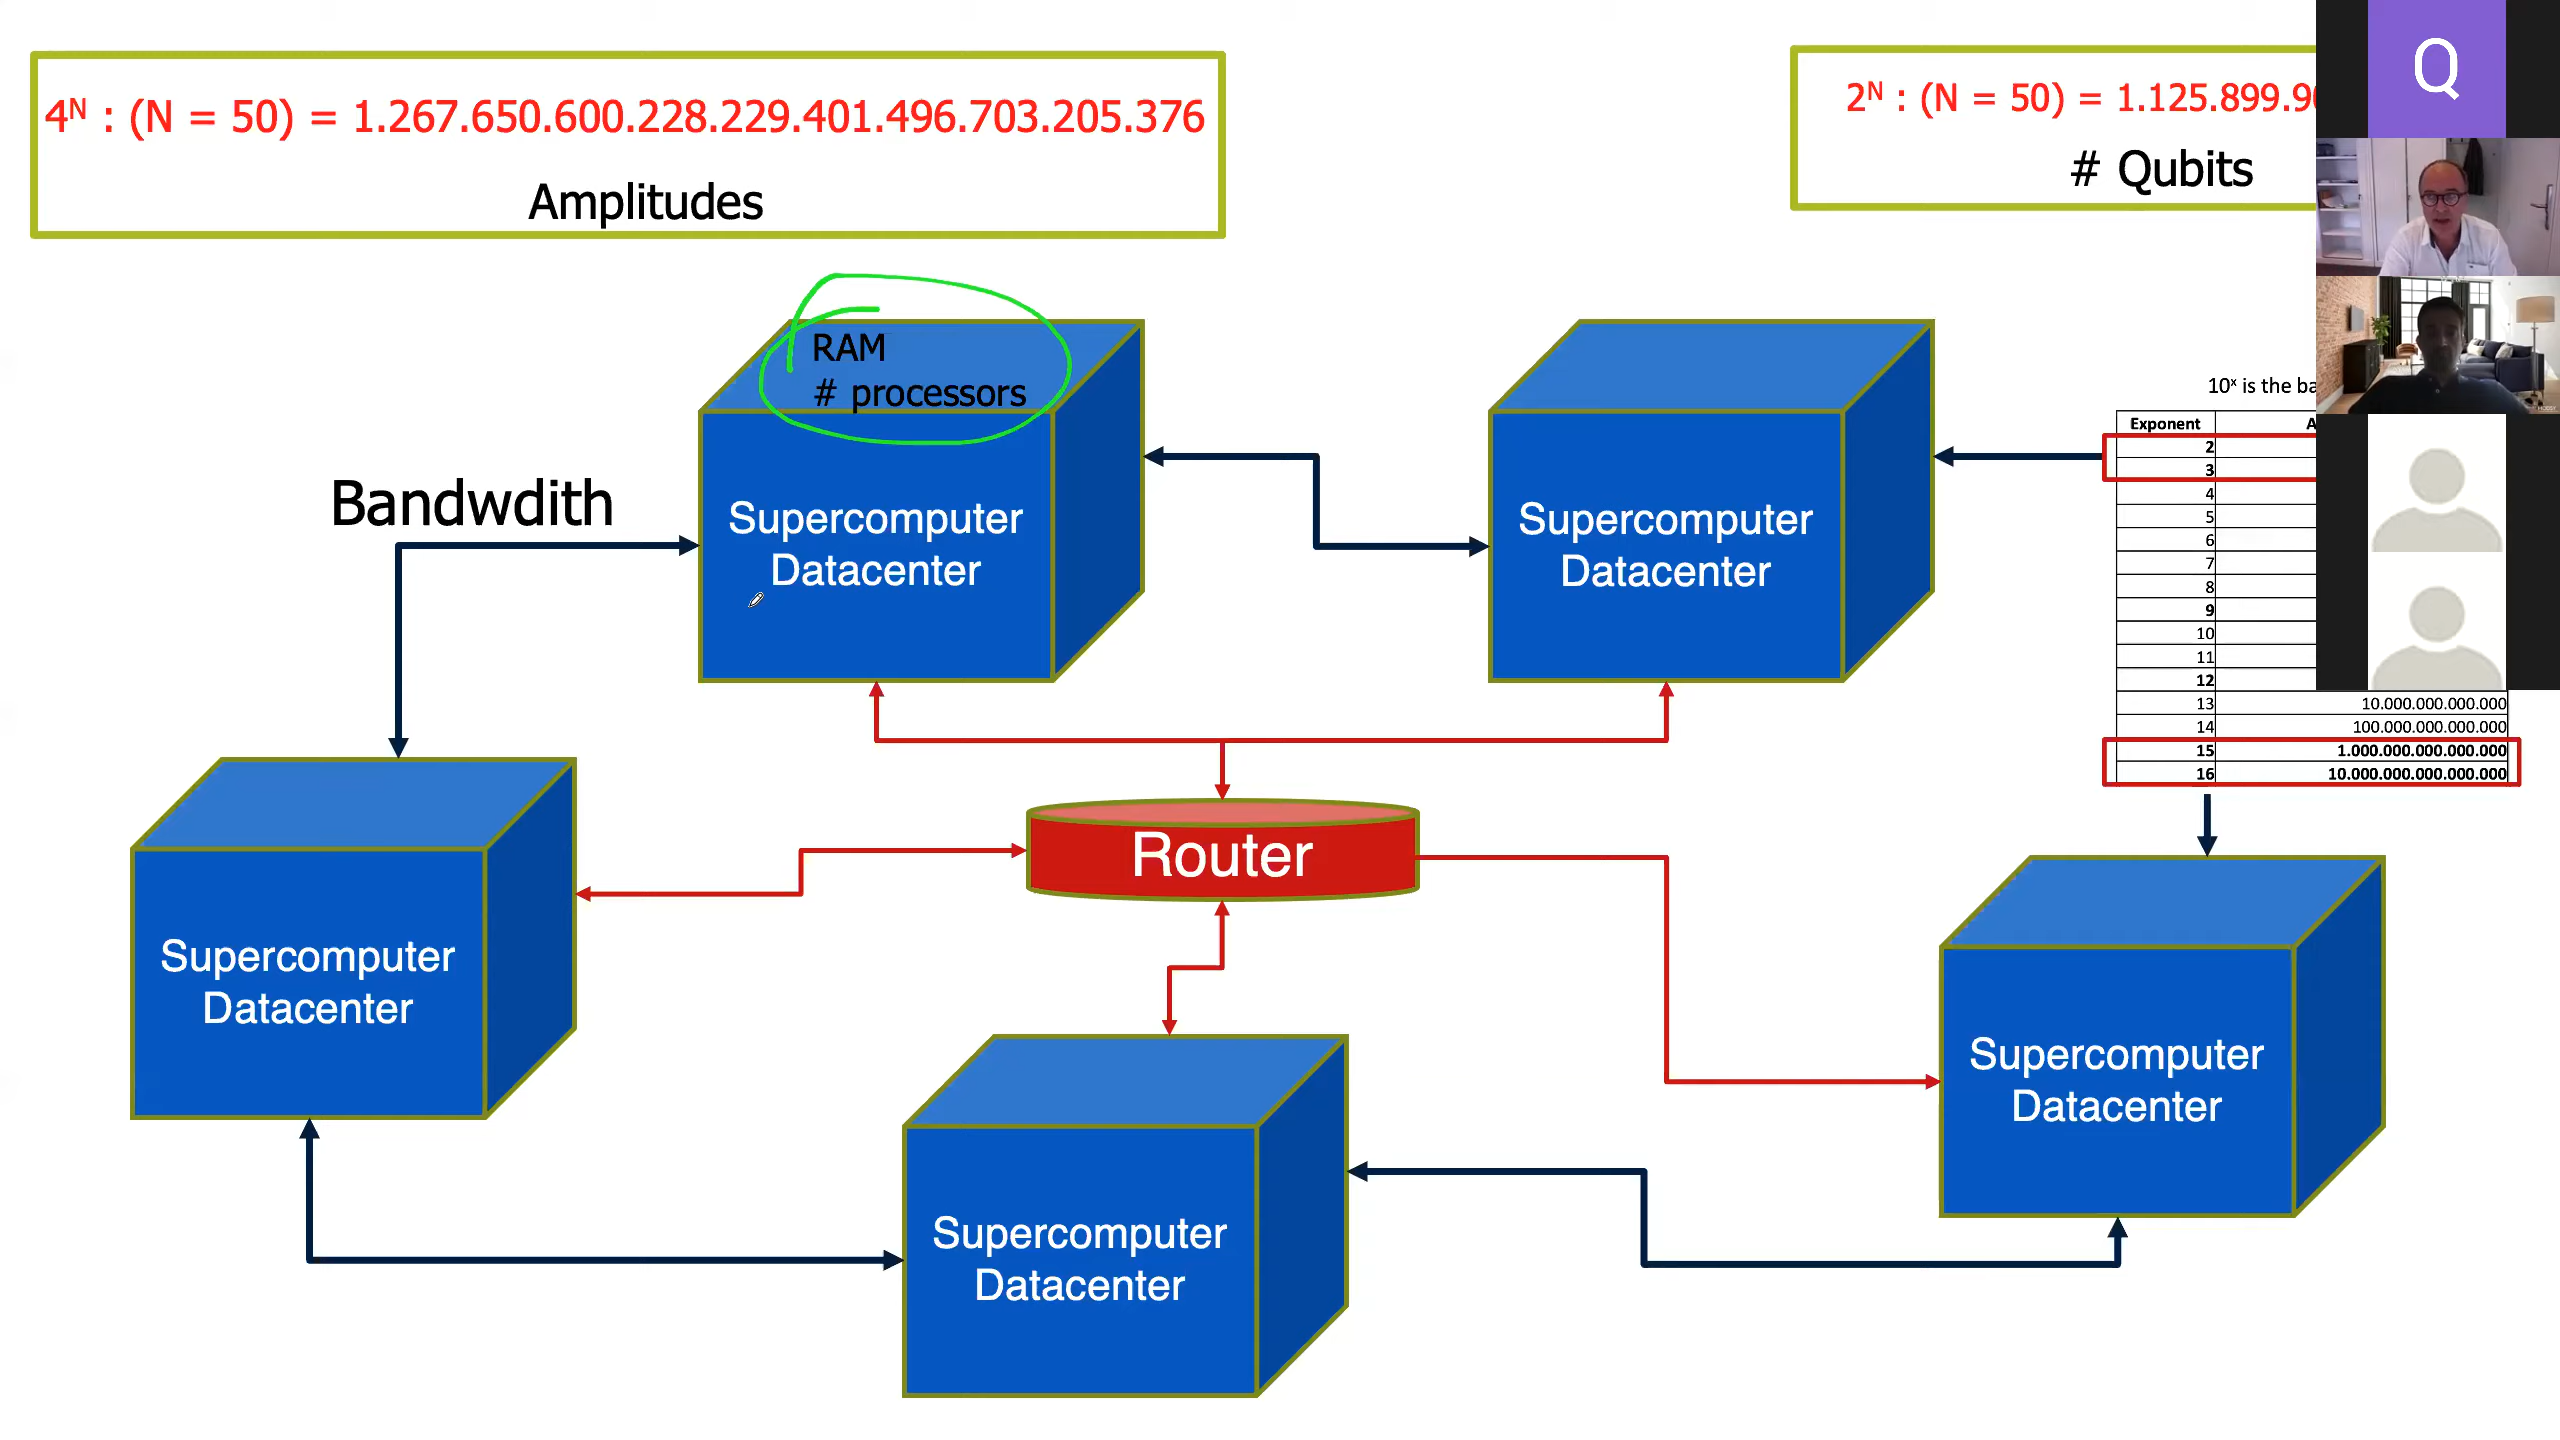 4ᴺ : (N = 50) = 1.267.650.600.228.229.401.496.703.205.376
Amplitudes
2ᴺ : (N = 50) = 1.125.899.9
# Qubits
Q
RAM
# processors
10ˣ is the ba
Exponent
2
3
4
5
6
7
8
9
10
11
12
13 10.000.000.000.000
14 100.000.000.000.000
15 1.000.000.000.000.000
16 10.000.000.000.000.000
Bandwdith
Supercomputer
Datacenter
Supercomputer
Datacenter
Router
Supercomputer
Datacenter
Supercomputer
Datacenter
Supercomputer
Datacenter